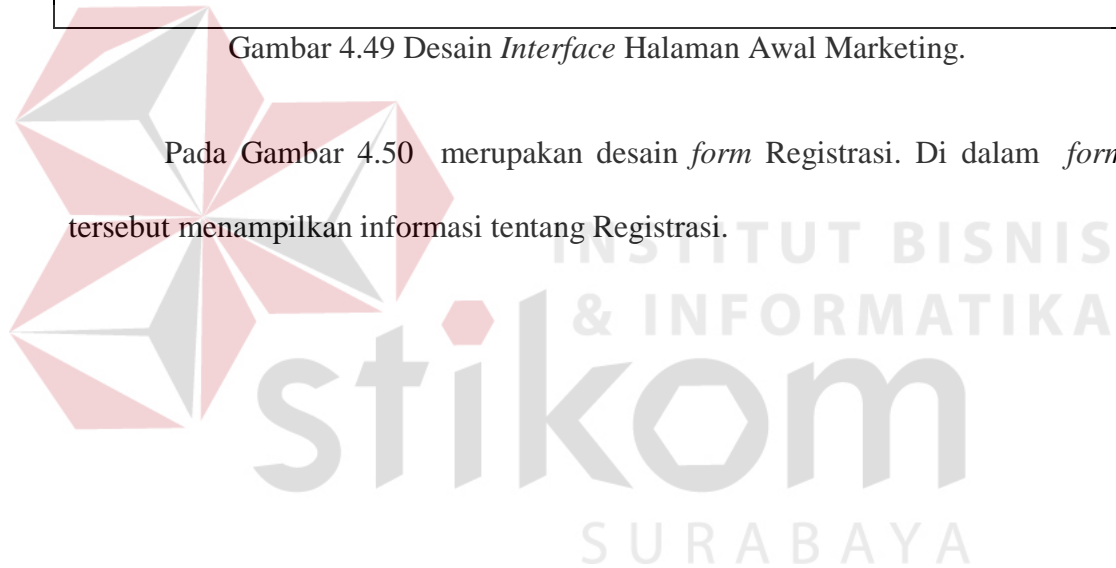 Gambar 4.49 Desain Interface Halaman Awal Marketing.
Pada Gambar 4.50 merupakan desain form Registrasi. Di dalam form
tersebut menampilkan informasi tentang Registrasi.
INSTITUT BISNIS
& INFORMATIKA
stikom
SURABAYA